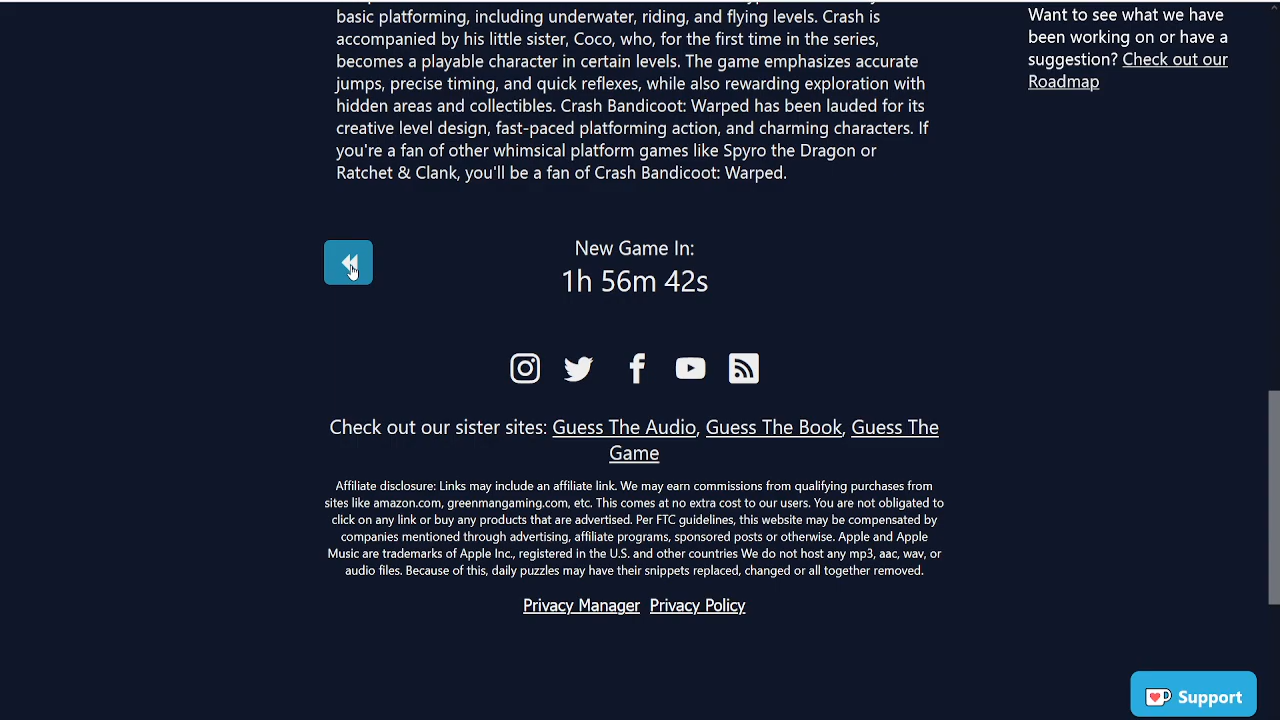 basic platforming, including underwater, riding, and flying levels. Crash is
accompanied by his little sister, Coco, who, for the first time in the series,
becomes a playable character in certain levels. The game emphasizes accurate
jumps, precise timing, and quick reflexes, while also rewarding exploration with
hidden areas and collectibles. Crash Bandicoot: Warped has been lauded for its
creative level design, fast-paced platforming action, and charming characters. If
you're a fan of other whimsical platform games like Spyro the Dragon or
Ratchet & Clank, you'll be a fan of Crash Bandicoot: Warped.
Want to see what we have
been working on or have a
suggestion? Check out our
Roadmap
New Game In:
1h 56m 42s
Check out our sister sites: Guess The Audio, Guess The Book, Guess The
Game
Affiliate disclosure: Links may include an affiliate link. We may earn commissions from qualifying purchases from
sites like amazon.com, greenmangaming.com, etc. This comes at no extra cost to our users. You are not obligated to
click on any link or buy any products that are advertised. Per FTC guidelines, this website may be compensated by
companies mentioned through advertising, affiliate programs, sponsored posts or otherwise. Apple and Apple
Music are trademarks of Apple Inc., registered in the U.S. and other countries We do not host any mp3, aac, wav, or
audio files. Because of this, daily puzzles may have their snippets replaced, changed or all together removed.
Privacy Manager Privacy Policy
Support